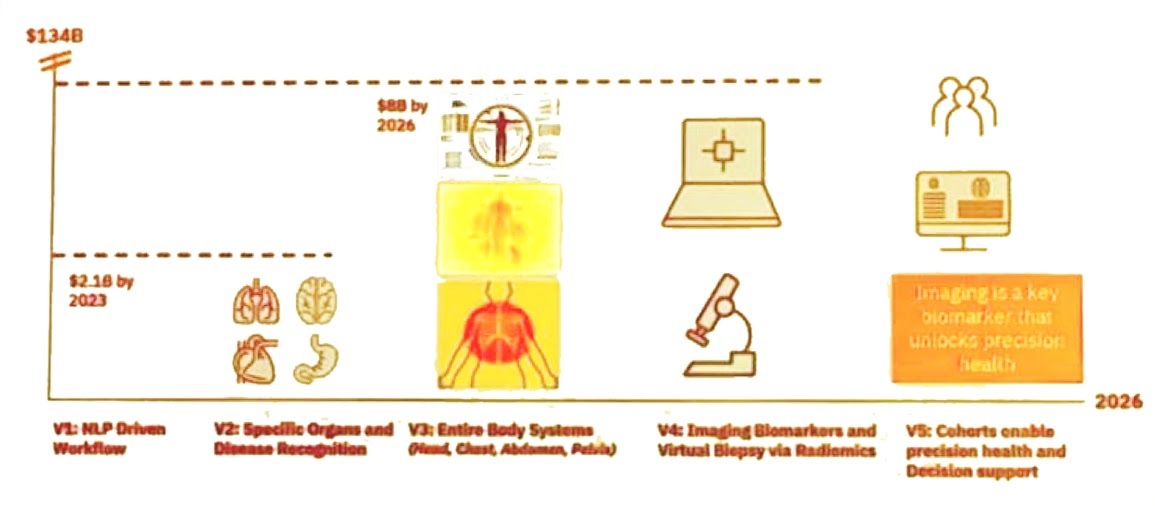 $134B
$8B by
2026
$2.1B by
2023
Imaging is a key
biomarker that
unlocks precision
health
2026
V1: NLP Driven
Workflow
V2: Specific Organs and
Disease Recognition
V3: Entire Body Systems
(Head, Chest, Abdomen, Pelvis)
V4: Imaging Biomarkers and
Virtual Biopsy via Radiomics
V5: Cohorts enable
precision health and
Decision support